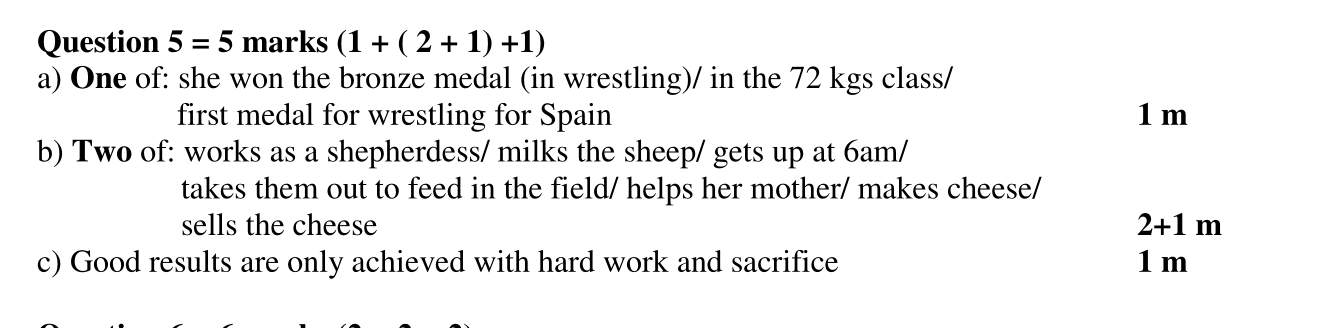 Question 5 = 5 marks (1 + ( 2 + 1) +1)
a) One of: she won the bronze medal (in wrestling)/ in the 72 kgs class/
first medal for wrestling for Spain 1 m
b) Two of: works as a shepherdess/ milks the sheep/ gets up at 6am/
takes them out to feed in the field/ helps her mother/ makes cheese/
sells the cheese 2+1 m
c) Good results are only achieved with hard work and sacrifice 1 m